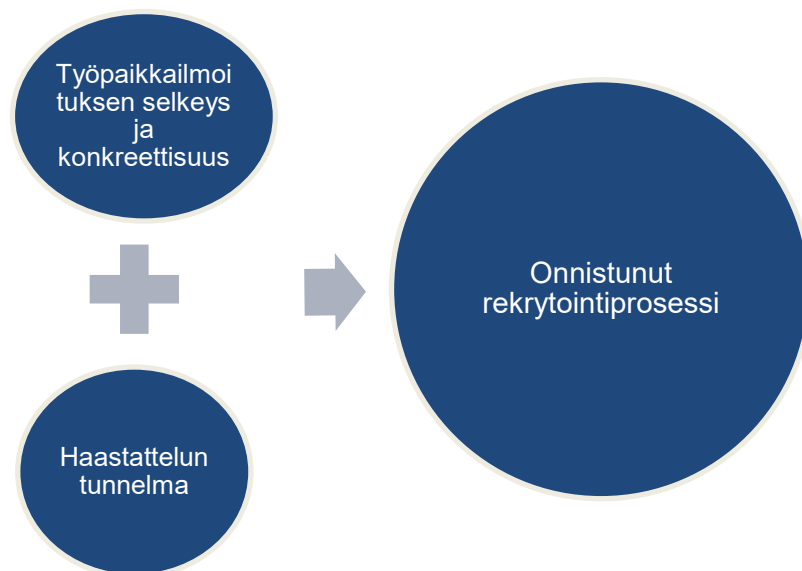 Työpaikkailmoi
tuksen selkeys
ja
konkreettisuus
Haastattelun
tunnelma
Onnistunut
rekrytointiprosessi